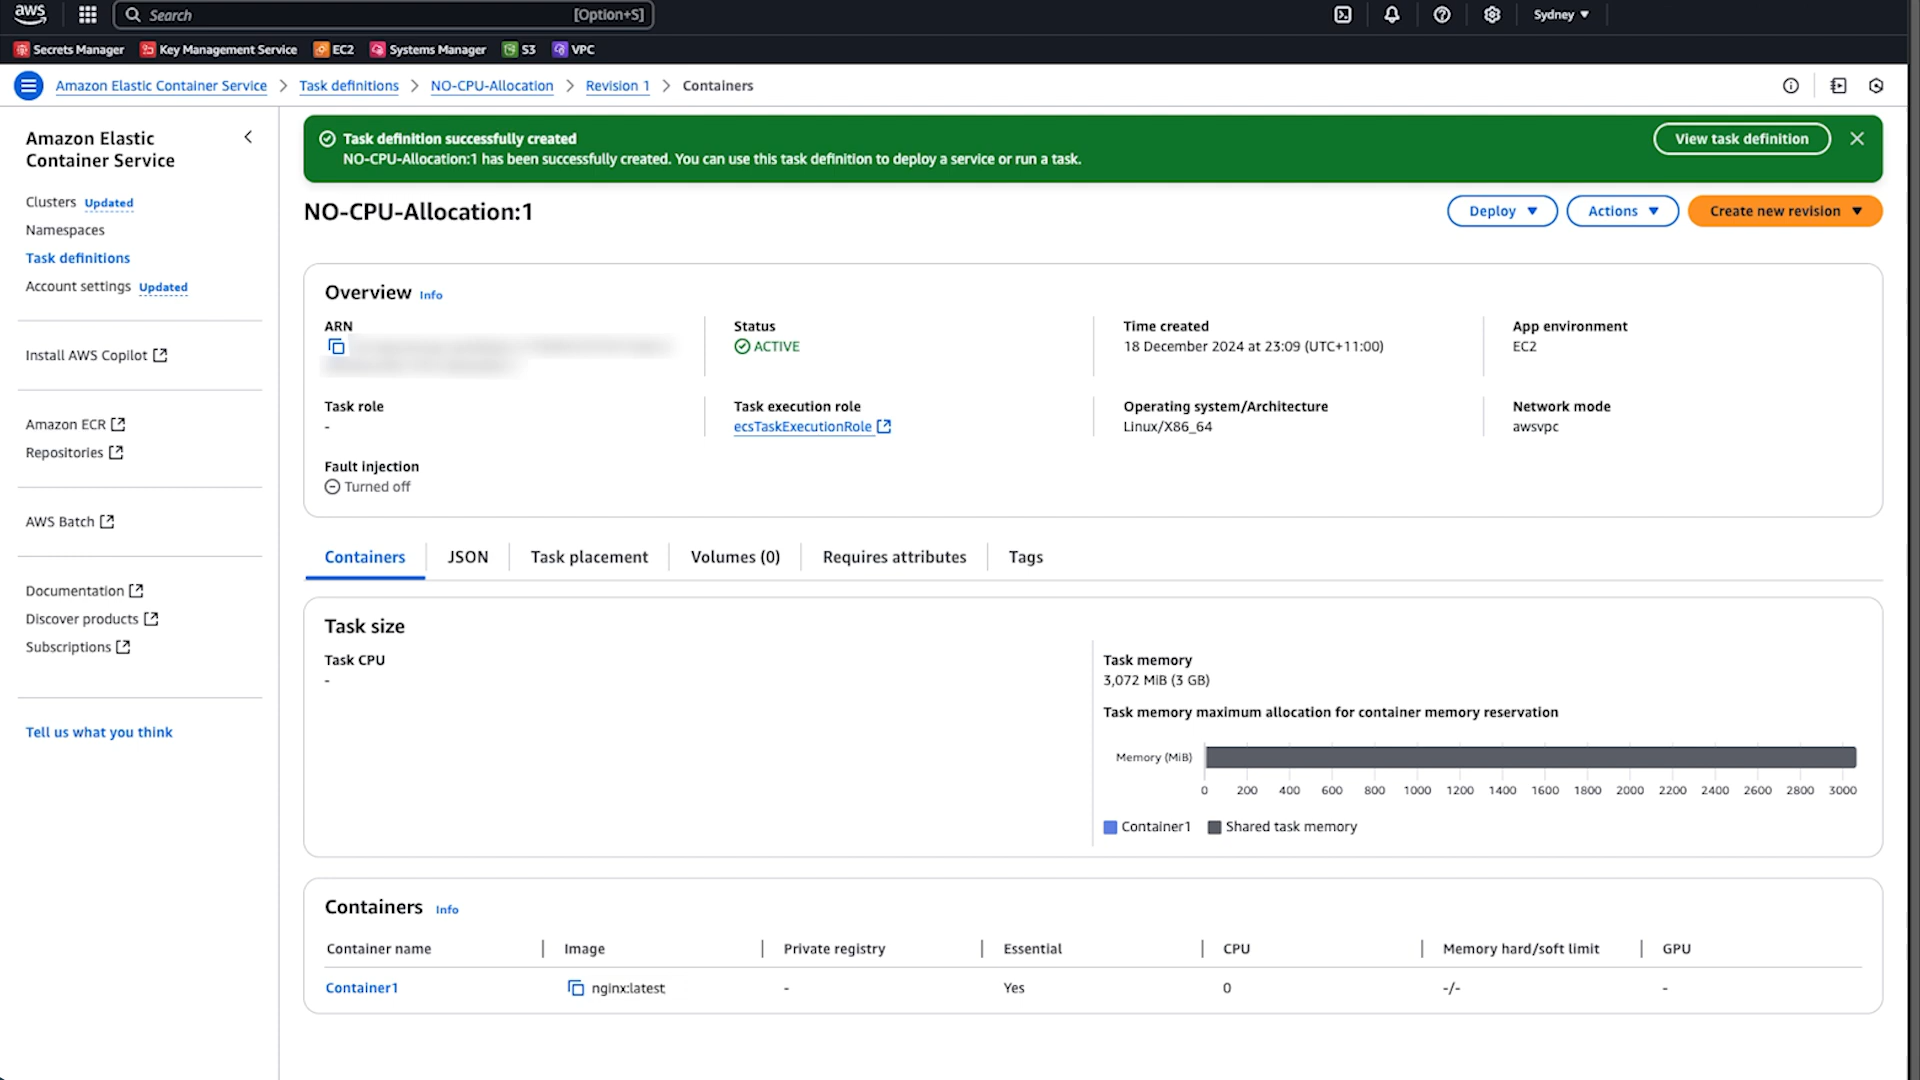 aws
Search [Option+S]
Sydney ▼
Secrets Manager Key Management Service EC2 Systems Manager S3 VPC
Amazon Elastic Container Service > Task definitions > NO-CPU-Allocation > Revision 1 > Containers
Amazon Elastic
Container Service
Clusters Updated
Namespaces
Task definitions
Account settings Updated
Install AWS Copilot
Amazon ECR
Repositories
AWS Batch
Documentation
Discover products
Subscriptions
Tell us what you think
Task definition successfully created
NO-CPU-Allocation:1 has been successfully created. You can use this task definition to deploy a service or run a task.
View task definition
NO-CPU-Allocation:1
Deploy ▼ Actions ▼ Create new revision ▼
Overview Info
ARN
Status
ACTIVE
Time created
18 December 2024 at 23:09 (UTC+11:00)
App environment
EC2
Task role
-
Task execution role
ecsTaskExecutionRole
Operating system/Architecture
Linux/X86_64
Network mode
awsvpc
Fault injection
Turned off
Containers JSON Task placement Volumes (0) Requires attributes Tags
Task size
Task CPU
-
Task memory
3,072 MiB (3 GB)
Task memory maximum allocation for container memory reservation
Memory (MiB)
0 200 400 600 800 1000 1200 1400 1600 1800 2000 2200 2400 2600 2800 3000
Container1 Shared task memory
Containers Info
Container name Image Private registry Essential CPU Memory hard/soft limit GPU
Container1 nginx:latest - Yes 0 -/- -